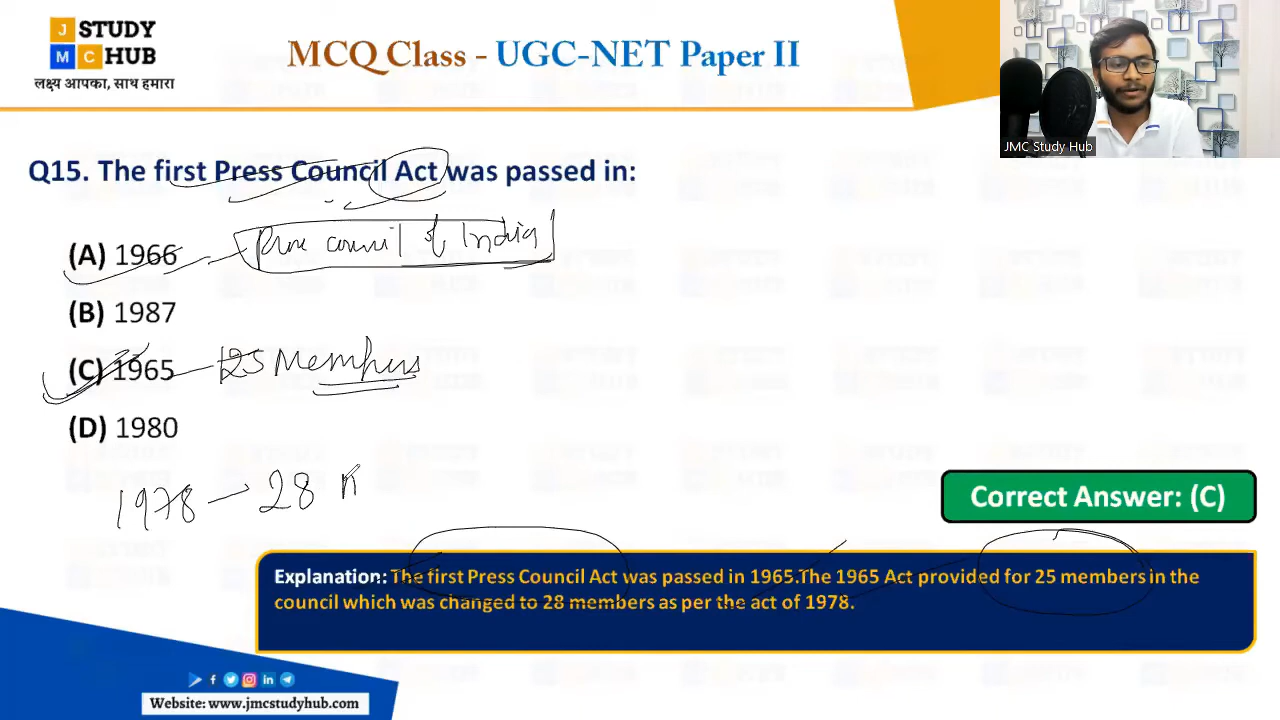 J STUDY
M C HUB
लक्ष्य आपका, साथ हमारा
MCQ Class - UGC-NET Paper II
JMC Study Hub
Q15. The first Press Council Act was passed in:
(A) 1966
council of India
(B) 1987
(C) 1965
25 Members
(D) 1980
1978 - 28
Correct Answer: (C)
Explanation: The first Press Council Act was passed in 1965.The 1965 Act provided for 25 members in the
council which was changed to 28 members as per the act of 1978.
Website: www.jmcstudyhub.com